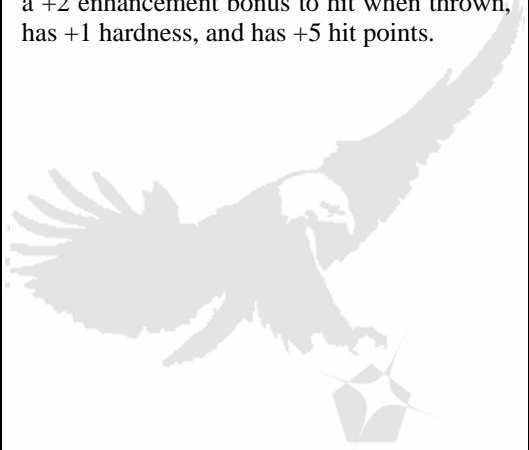 a +2 enhancement bonus to hit when thrown,
has +1 hardness, and has +5 hit points.